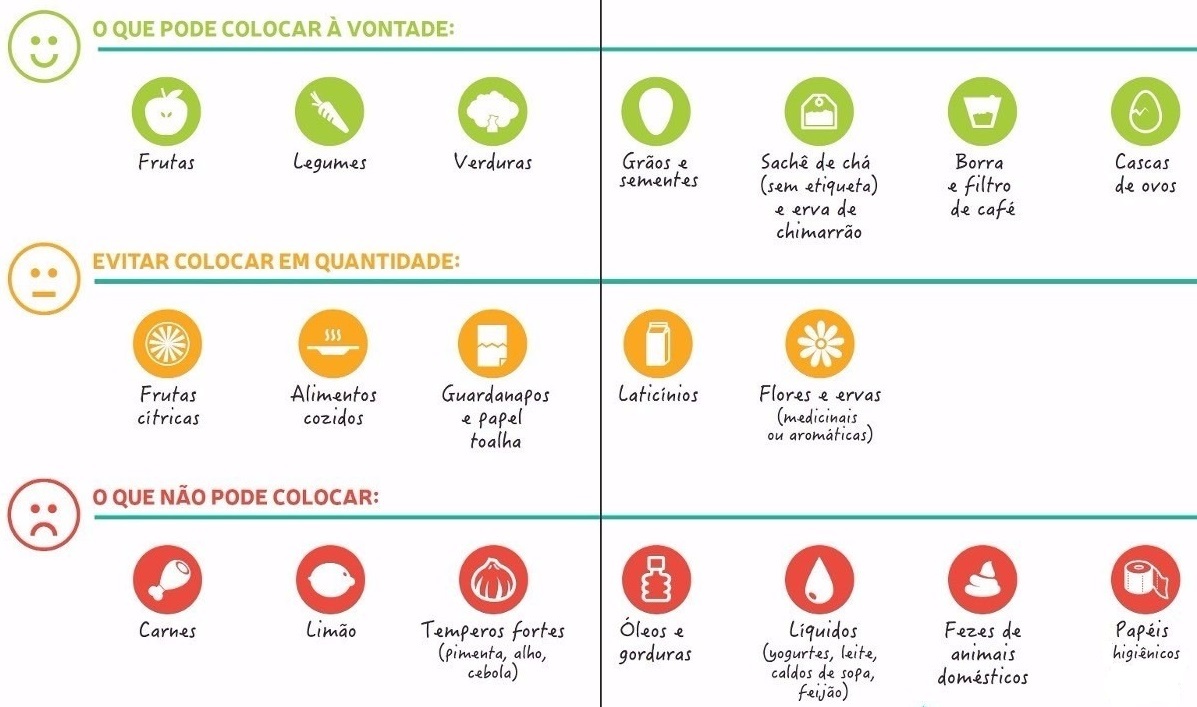 O QUE PODE COLOCAR À VONTADE:
Frutas
Legumes
Verduras
Grãos e
sementes
Sachê de chá
(sem etiqueta)
e erva de
chimarrão
Borra
e filtro
de café
Cascas
de ovos
EVITAR COLOCAR EM QUANTIDADE:
Frutas
cítricas
Alimentos
cozidos
Guardanapos
e papel
toalha
Laticínios
Flores e ervas
(medicinais
ou aromáticas)
O QUE NÃO PODE COLOCAR:
Carnes
Limão
Temperos fortes
(pimenta, alho,
cebola)
Óleos e
gorduras
Líquidos
(yogurtes, leite,
caldos de sopa,
feijão)
Fezes de
animais
domésticos
Papéis
higiênicos